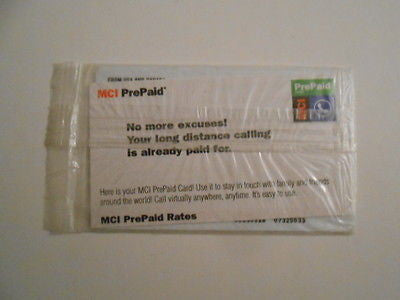 MCI PrePaid
PrePaid
No more excuses!
Your long distance calling
is already paid for.
Here is your MCI PrePaid Card! Use it to stay in touch with family and friends
around the world! Call virtually anywhere, anytime. It's easy to use.
MCI PrePaid Rates